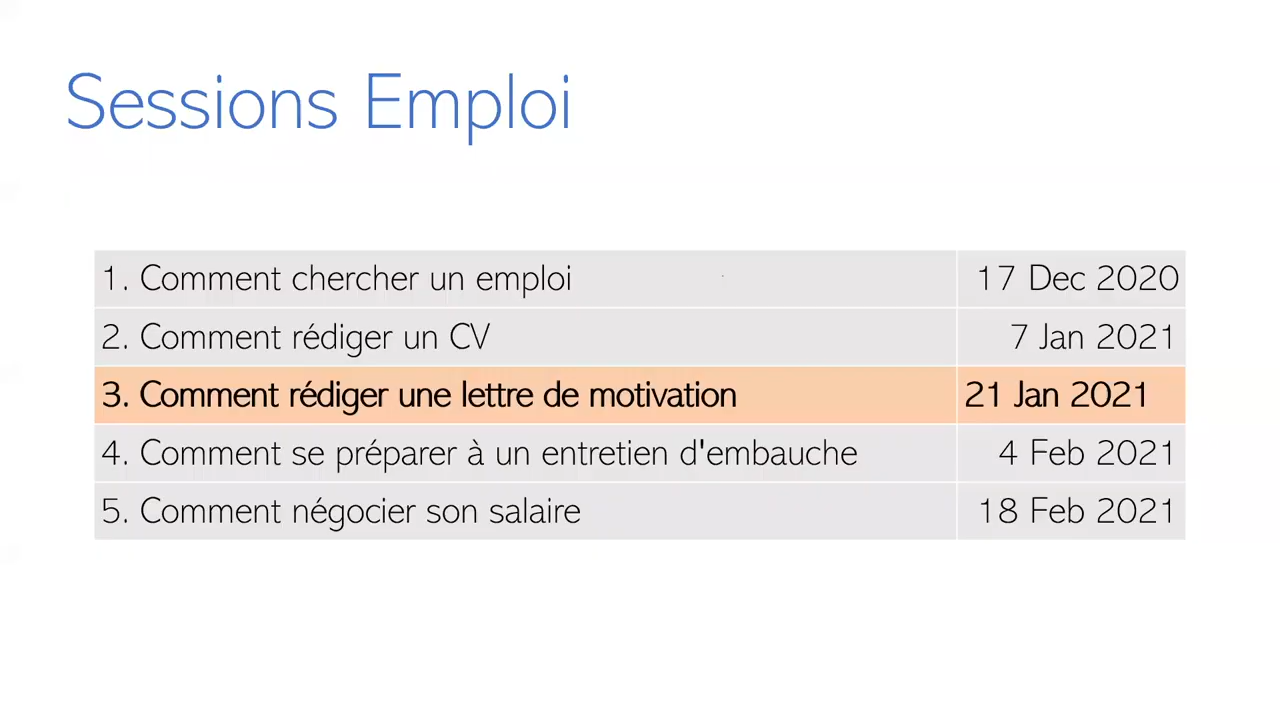 Sessions Emploi
1. Comment chercher un emploi 17 Dec 2020
2. Comment rédiger un CV 7 Jan 2021
3. Comment rédiger une lettre de motivation 21 Jan 2021
4. Comment se préparer à un entretien d'embauche 4 Feb 2021
5. Comment négocier son salaire 18 Feb 2021